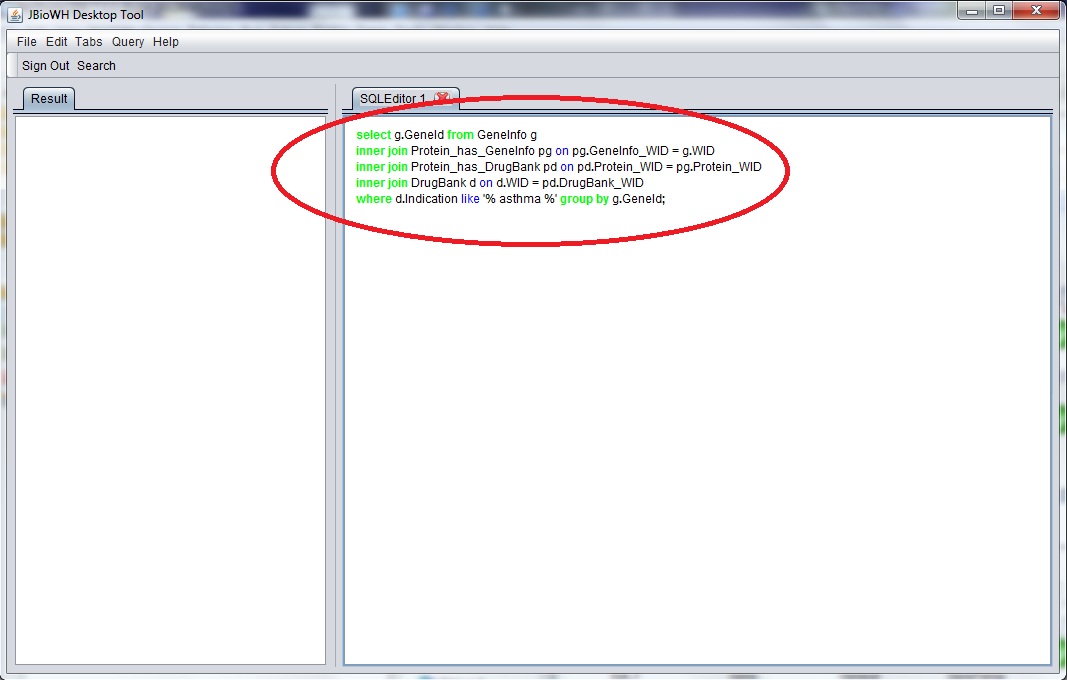 JBioWH Desktop Tool
File Edit Tabs Query Help
Sign Out Search
Result
SQLEditor 1
select g.GeneId from GeneInfo g
inner join Protein_has_GeneInfo pg on pg.GeneInfo_WID = g.WID
inner join Protein_has_DrugBank pd on pd.Protein_WID = pg.Protein_WID
inner join DrugBank d on d.WID = pd.DrugBank_WID
where d.Indication like '% asthma %' group by g.GeneId;